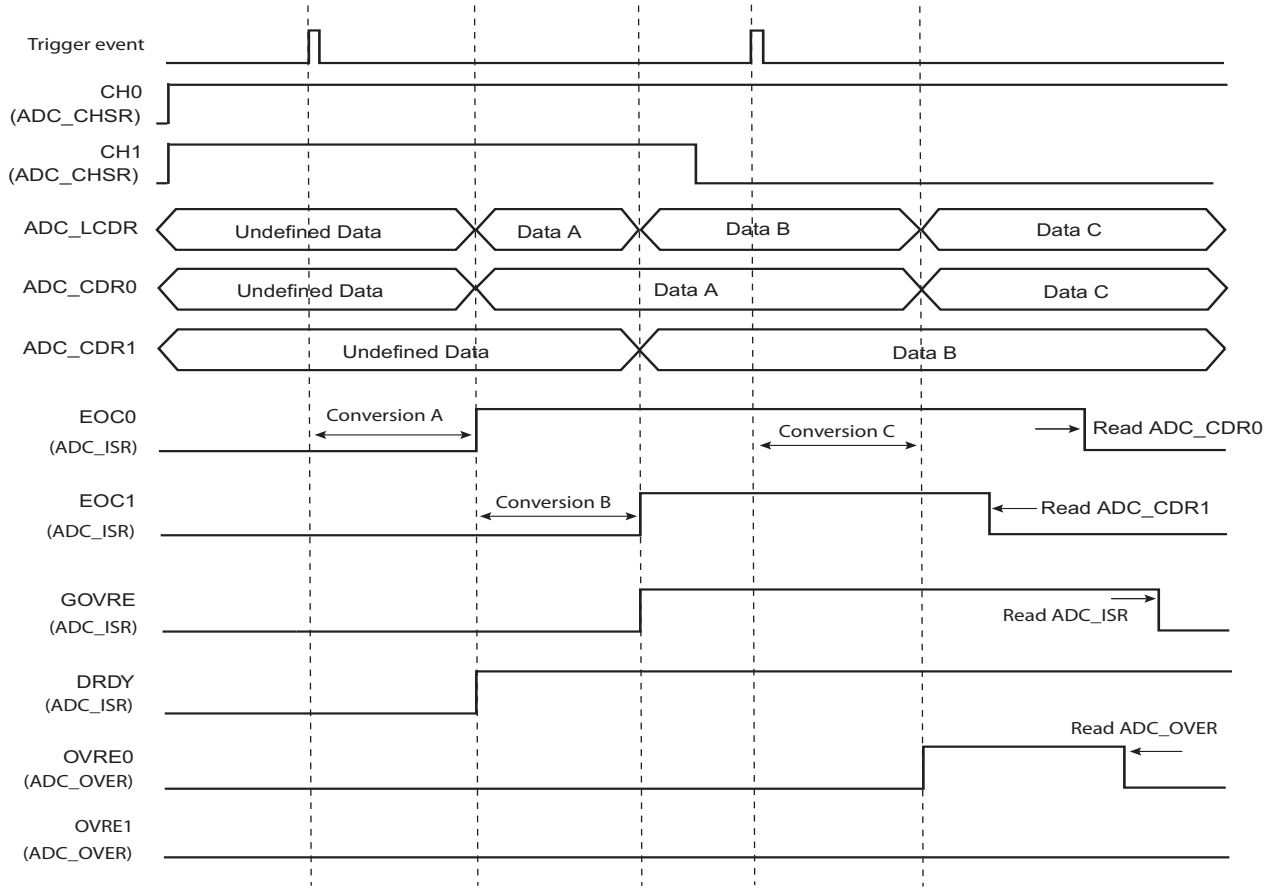 Trigger event
CH0
(ADC_CHSR)
CH1
(ADC_CHSR)
ADC_LCDR
Undefined Data
Data A
Data B
Data C
ADC_CDR0
Undefined Data
Data A
Data C
ADC_CDR1
Undefined Data
Data B
EOC0
(ADC_ISR)
Conversion A
Conversion C
Read ADC_CDR0
EOC1
(ADC_ISR)
Conversion B
Read ADC_CDR1
GOVRE
(ADC_ISR)
Read ADC_ISR
DRDY
(ADC_ISR)
Read ADC_OVER
OVRE0
(ADC_OVER)
OVRE1
(ADC_OVER)